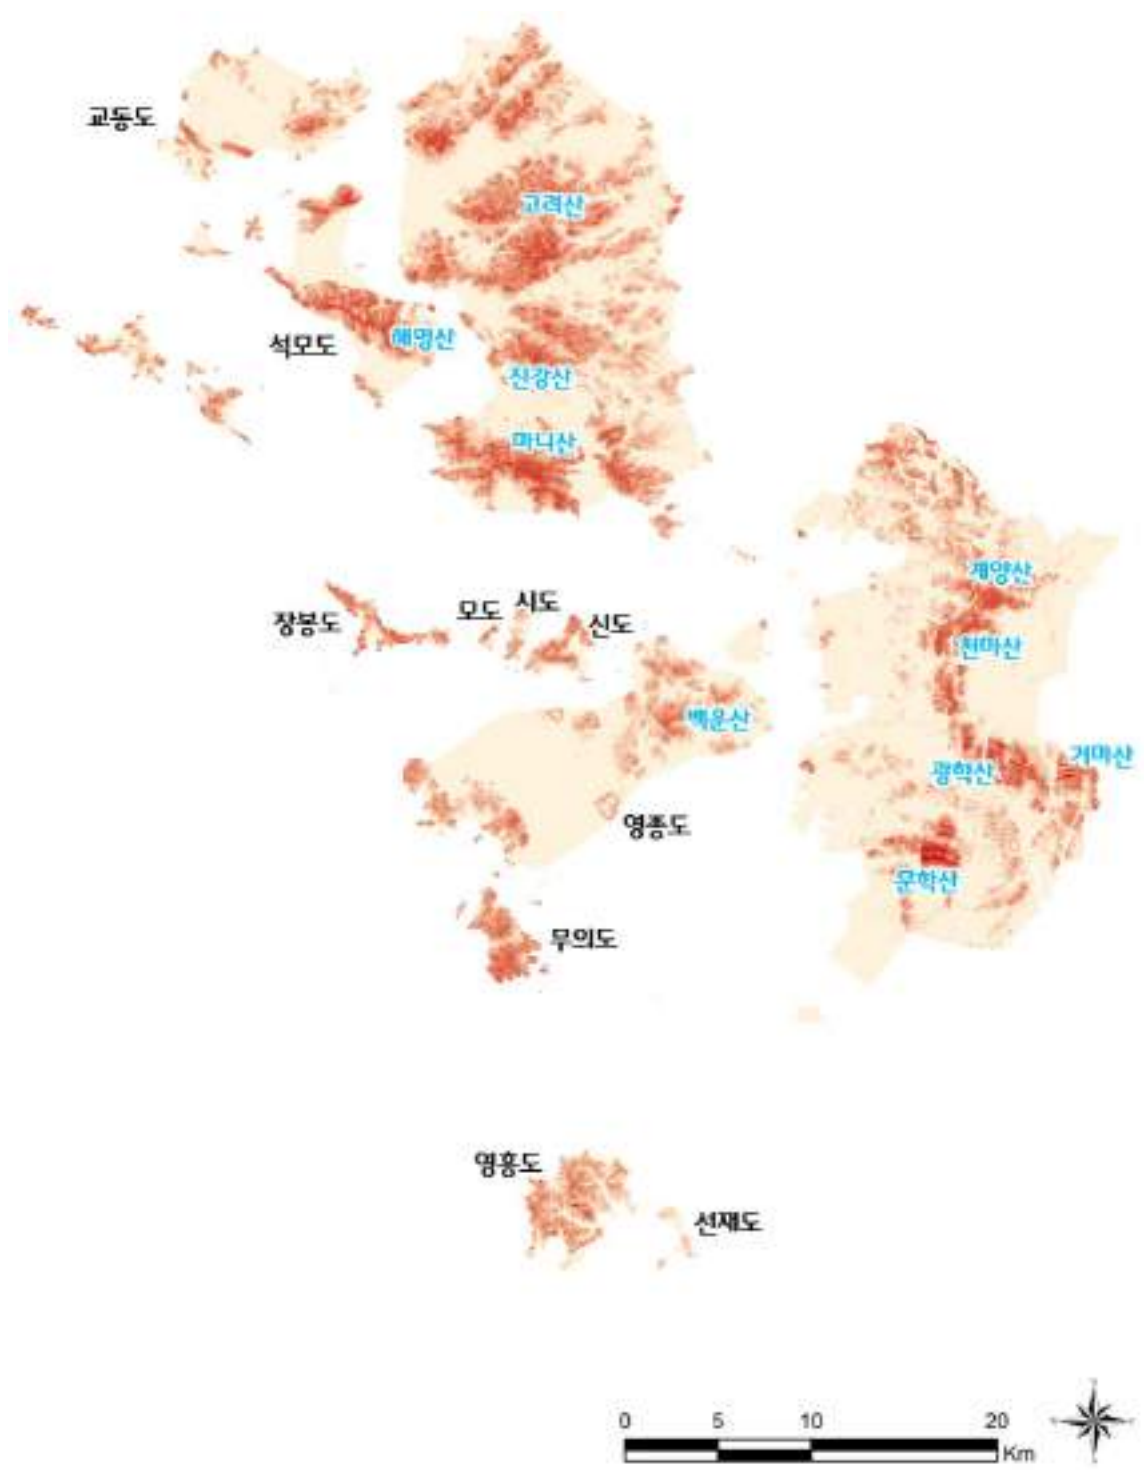 교동도
고려산
해명산
석모도
진강산
마니산
계양산
장봉도
모도
시도
신도
천마산
백운산
거마산
광학산
영종도
문학산
무의도
영흥도
선재도
0 5 10 20
Km